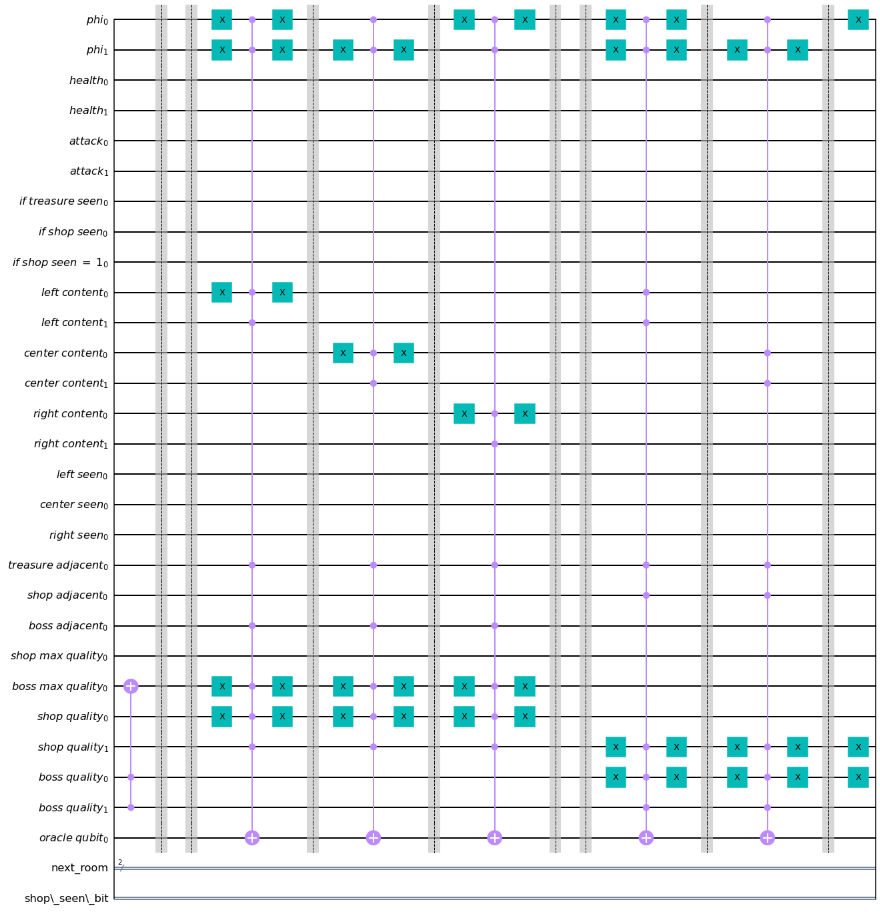 phi0 X X X X X X X
phi1 X X X X X X X X
health0
health1
attack0
attack1
if treasure seen0
if shop seen0
if shop seen = 10
left content0 X X
left content1
center content0 X X
center content1
right content0 X X
right content1
left seen0
center seen0
right seen0
treasure adjacent0
shop adjacent0
boss adjacent0
shop max quality0
boss max quality0 X X X X X X
shop quality0 X X X X X X
shop quality1 X X X X X
boss quality0 X X X X X
boss quality1
oracle qubit0
next_room 2
shop\_seen\_bit